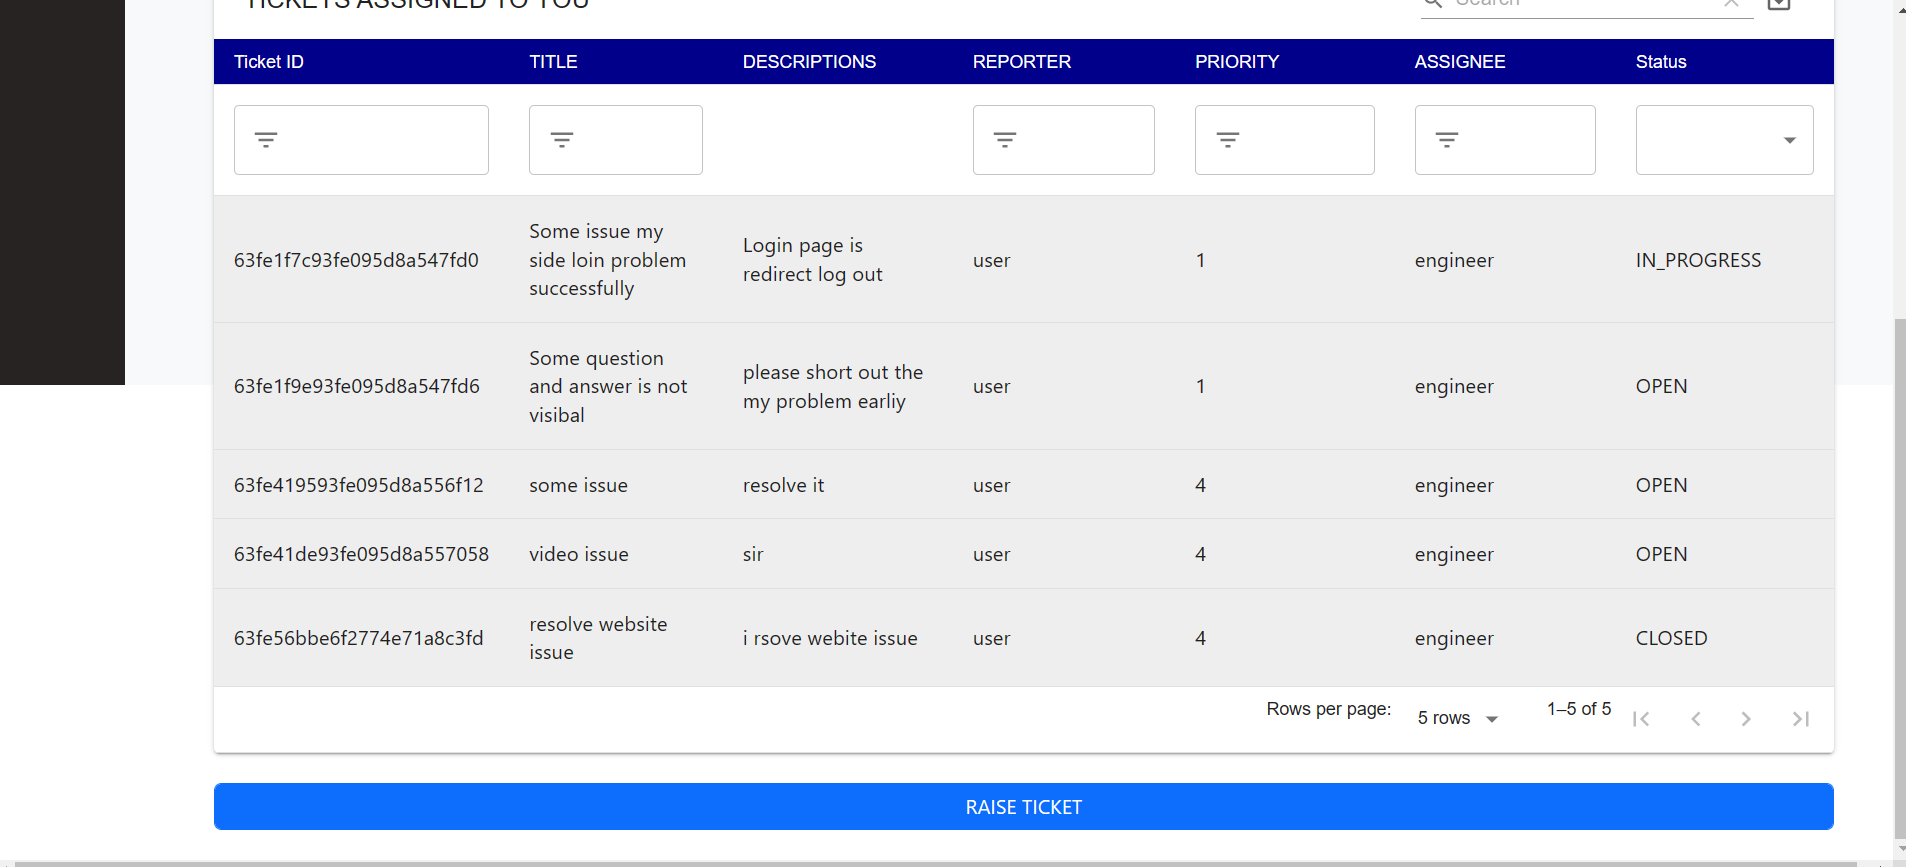 TICKETS ASSIGNED TO YOU
Search
Ticket ID TITLE DESCRIPTIONS REPORTER PRIORITY ASSIGNEE Status
63fe1f7c93fe095d8a547fd0
Some issue my
side loin problem
successfully
Login page is
redirect log out
user
1
engineer
IN_PROGRESS
63fe1f9e93fe095d8a547fd6
Some question
and answer is not
visibal
please short out the
my problem earliy
user
1
engineer
OPEN
63fe419593fe095d8a556f12 some issue resolve it user 4 engineer OPEN
63fe41de93fe095d8a557058 video issue sir user 4 engineer OPEN
63fe56bbe6f2774e71a8c3fd
resolve website
issue
i rsove webite issue
user
4
engineer
CLOSED
Rows per page: 5 rows 1–5 of 5
RAISE TICKET